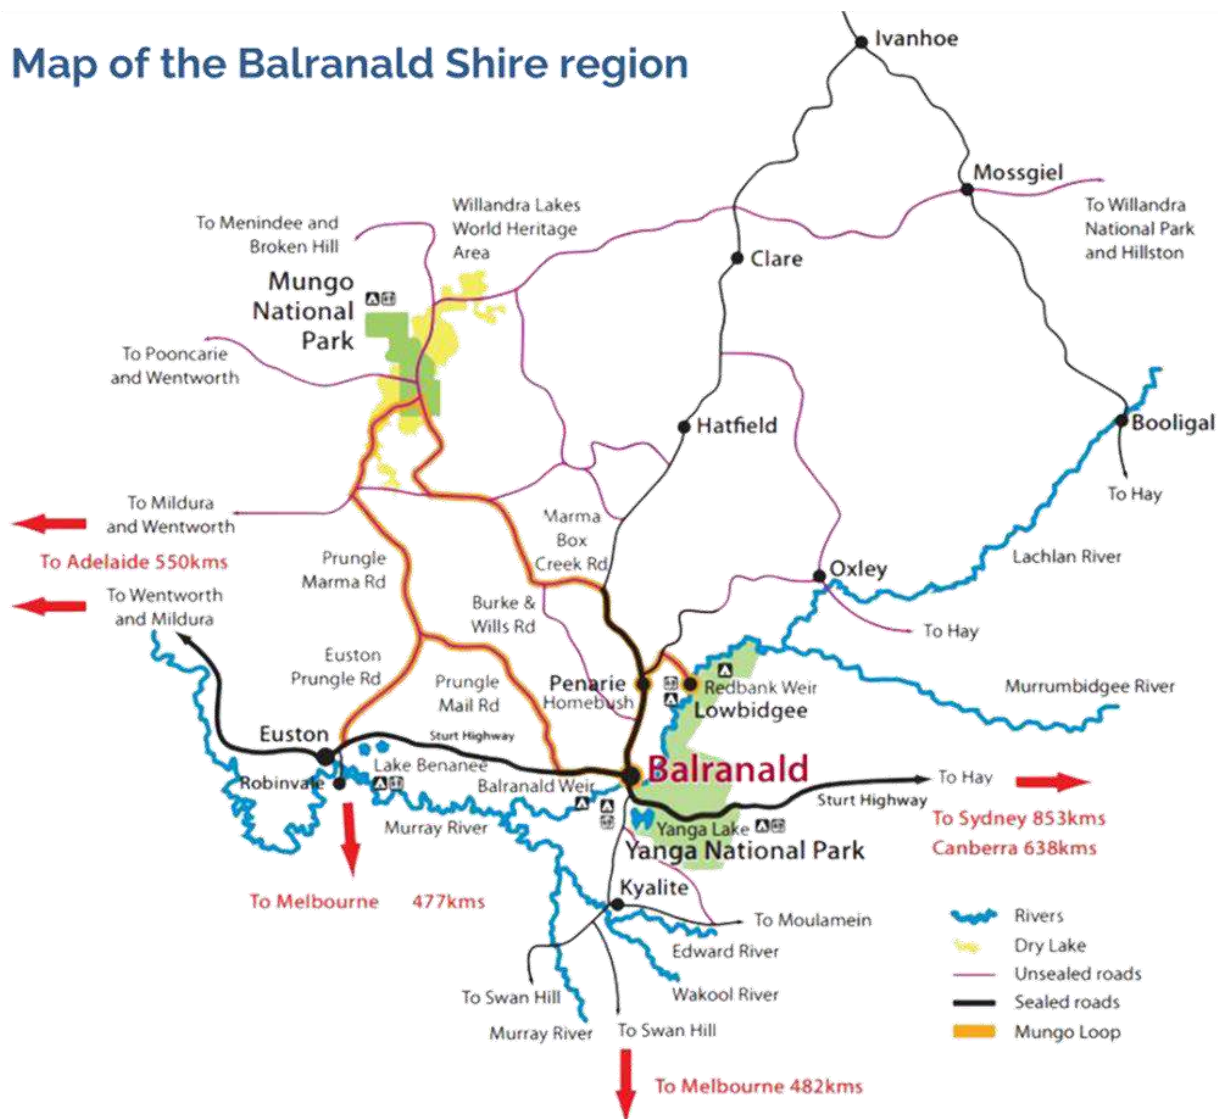 Map of the Balranald Shire region
Ivanhoe
Mossgiel
To Willandra
National Park
and Hillston
Willandra Lakes
World Heritage
Area
To Menindee and
Broken Hill
Clare
Mungo
National
Park
To Pooncarie
and Wentworth
Hatfield
Booligal
To Hay
To Mildura
and Wentworth
Marma
Box
Creek Rd
Lachlan River
To Adelaide 550kms
Prungle
Marma Rd
Oxley
To Wentworth
and Mildura
Burke &
Wills Rd
To Hay
Euston
Prungle Rd
Prungle
Mail Rd
Penarie
Homebush
Redbank Weir
Lowbidgee
Murrumbidgee River
Euston
Sturt Highway
Lake Benanee
Robinvale
Balranald Weir
Balranald
To Hay
Sturt Highway
To Sydney 853kms
Canberra 638kms
Murray River
Yanga Lake
Yanga National Park
To Melbourne 477kms
Kyalite
To Moulamein
Edward River
Wakool River
To Swan Hill
Murray River
To Swan Hill
To Melbourne 482kms
Rivers
Dry Lake
Unsealed roads
Sealed roads
Mungo Loop